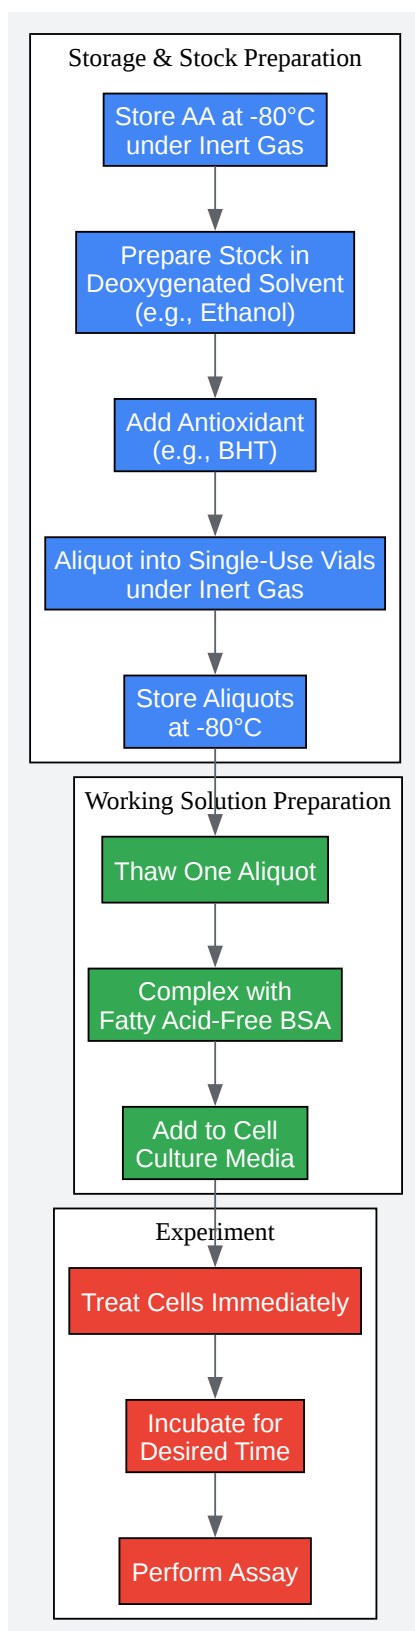 Storage & Stock Preparation
Store AA at -80°C
under Inert Gas
Prepare Stock in
Deoxygenated Solvent
(e.g., Ethanol)
Add Antioxidant
(e.g., BHT)
Aliquot into Single-Use Vials
under Inert Gas
Store Aliquots
at -80°C
Working Solution Preparation
Thaw One Aliquot
Complex with
Fatty Acid-Free BSA
Add to Cell
Culture Media
Experiment
Treat Cells Immediately
Incubate for
Desired Time
Perform Assay